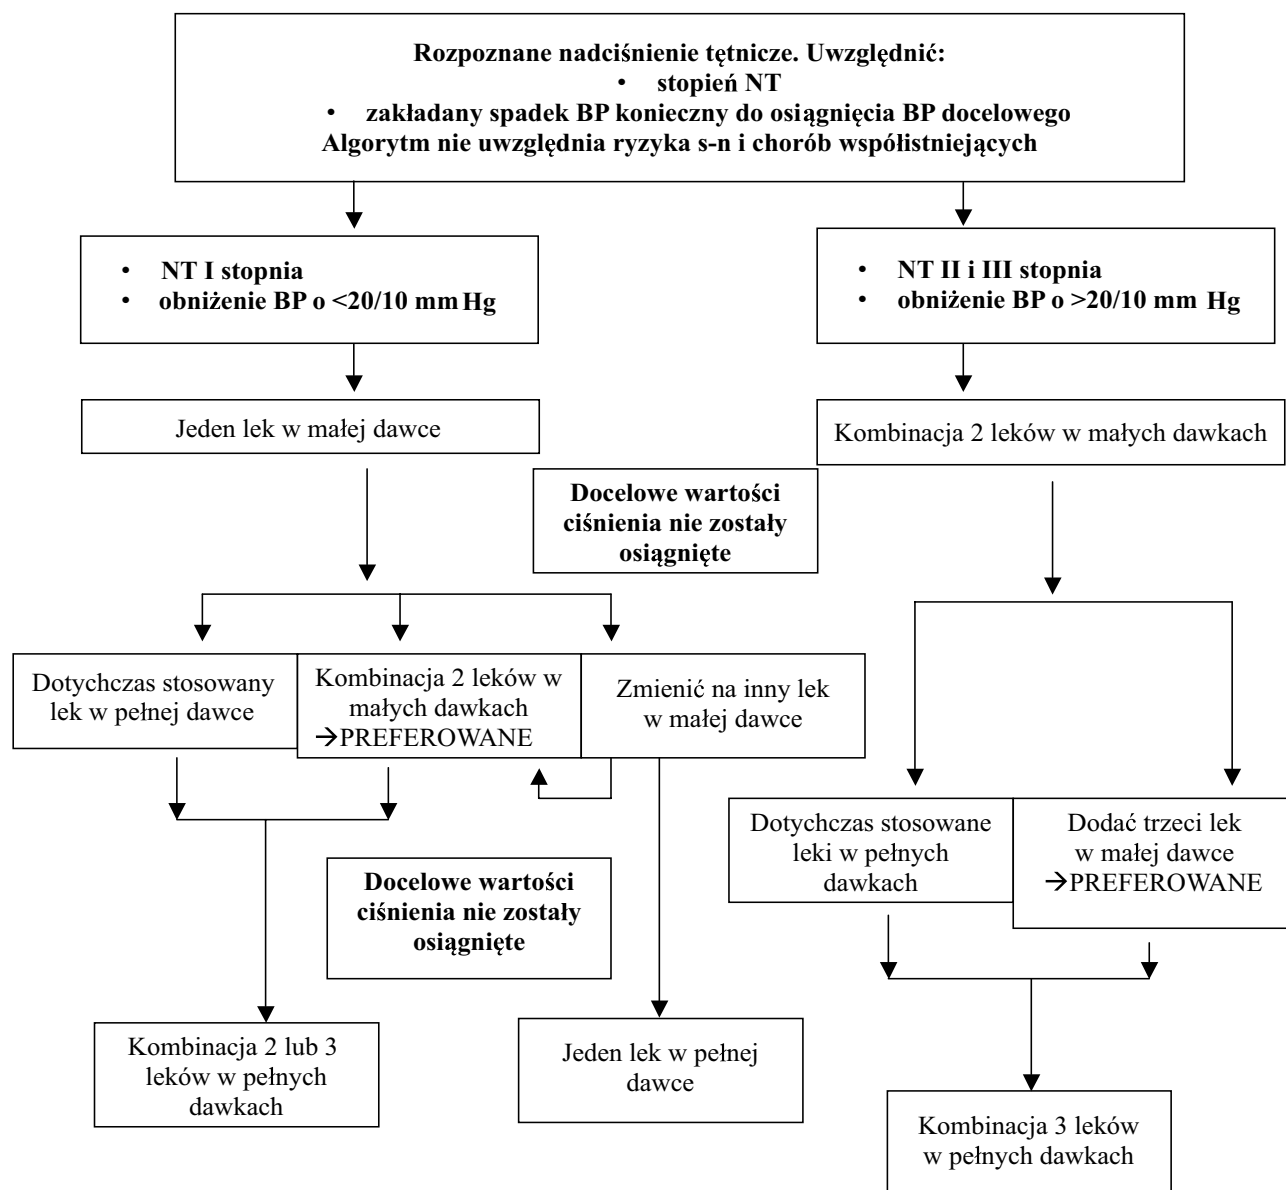 Rozpoznane nadciśnienie tętnicze. Uwzględnić:
• stopień NT
• zakładany spadek BP konieczny do osiągnięcia BP docelowego
Algorytm nie uwzględnia ryzyka s-n i chorób współistniejących
• NT I stopnia
• obniżenie BP o <20/10 mm Hg
• NT II i III stopnia
• obniżenie BP o >20/10 mm Hg
Jeden lek w małej dawce
Kombinacja 2 leków w małych dawkach
Docelowe wartości
ciśnienia nie zostały
osiągnięte
Dotychczas stosowany
lek w pełnej dawce
Kombinacja 2 leków w
małych dawkach
→PREFEROWANE
Zmienić na inny lek
w małej dawce
Dotychczas stosowane
leki w pełnych
dawkach
Dodać trzeci lek
w małej dawce
→PREFEROWANE
Docelowe wartości
ciśnienia nie zostały
osiągnięte
Kombinacja 2 lub 3
leków w pełnych
dawkach
Jeden lek w pełnej
dawce
Kombinacja 3 leków
w pełnych dawkach